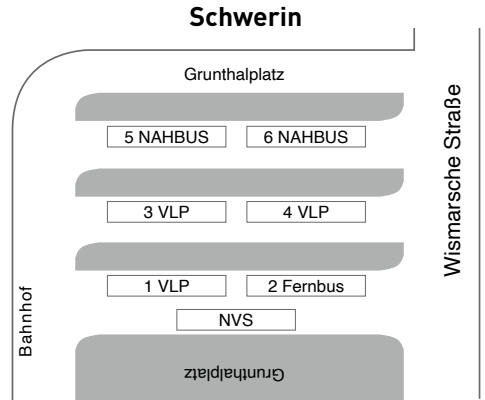 Schwerin
Grunthalplatz
5 NAHBUS
6 NAHBUS
3 VLP
4 VLP
1 VLP
2 Fernbus
NVS
Grunthalplatz
Bahnhof
Wismarsche Straße